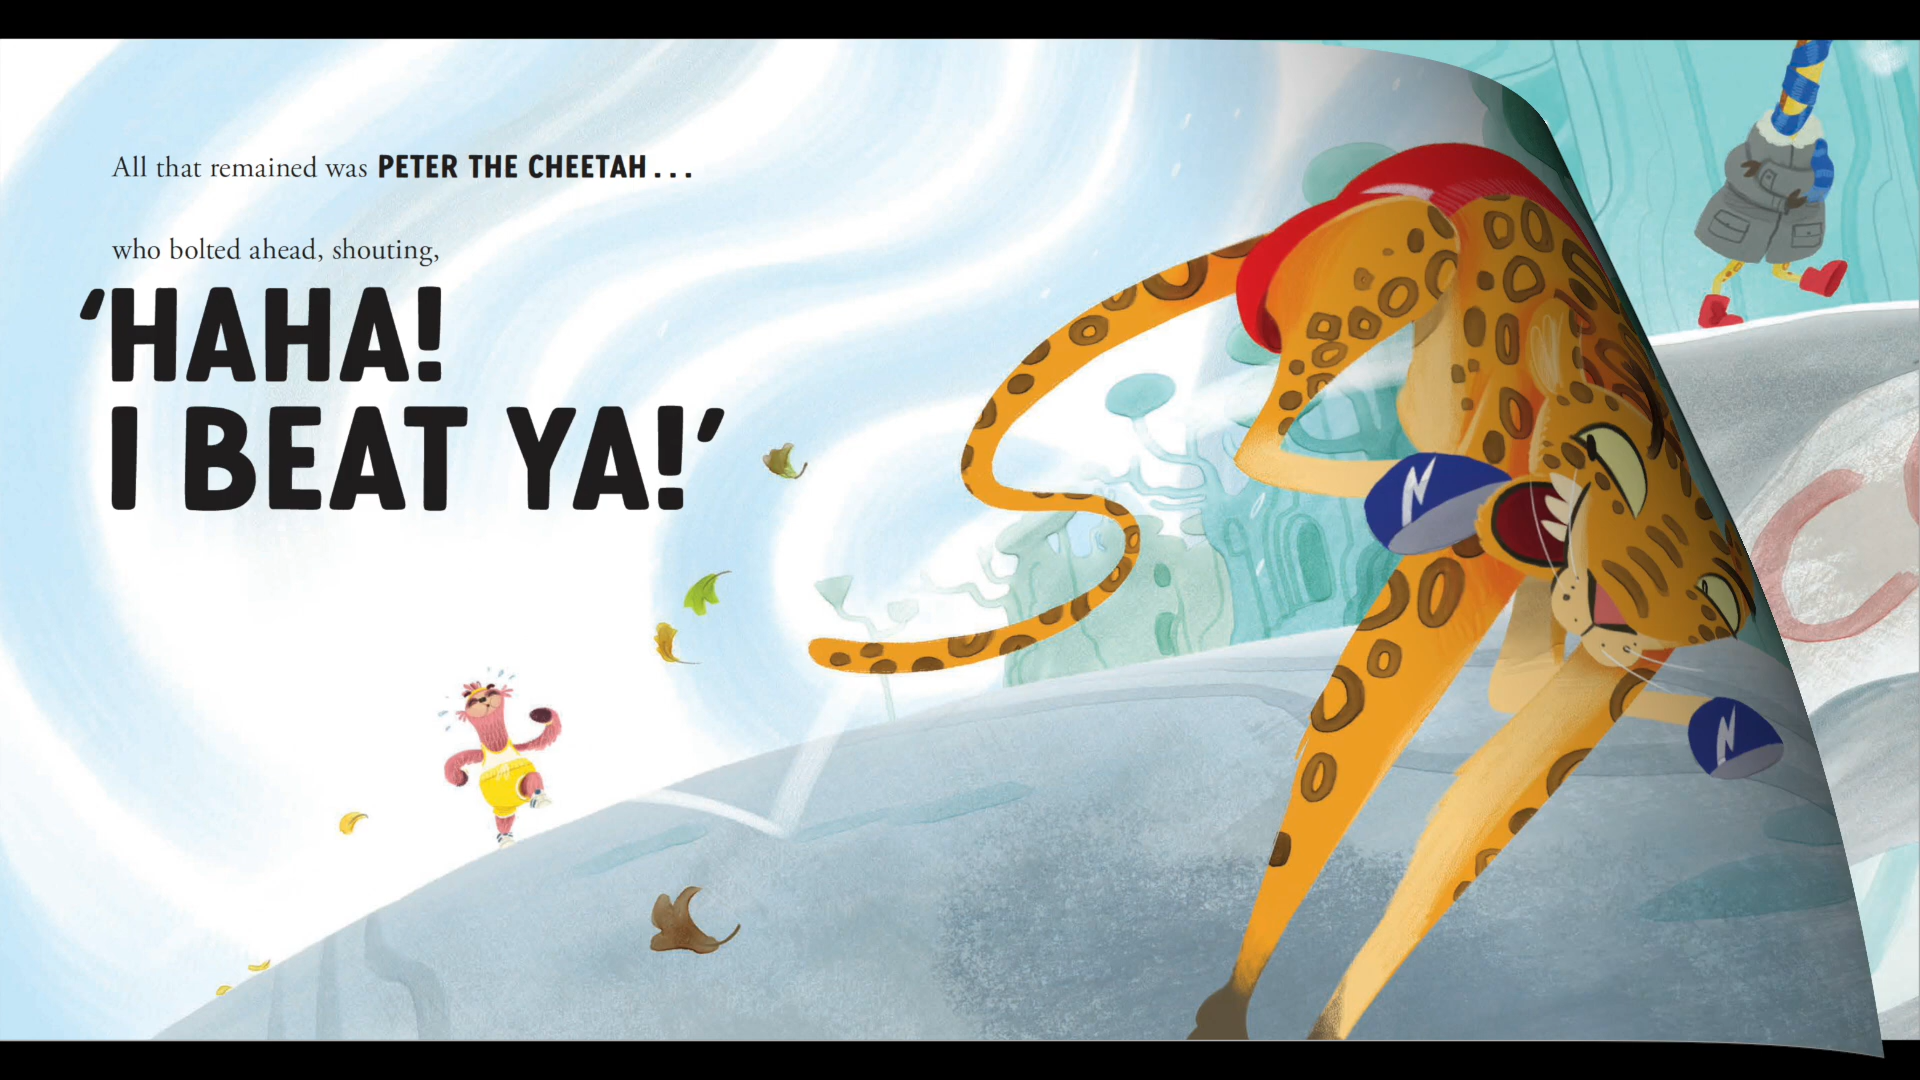 All that remained was PETER THE CHEETAH...
who bolted ahead, shouting,
‘HAHA!
I BEAT YA!’
N
N